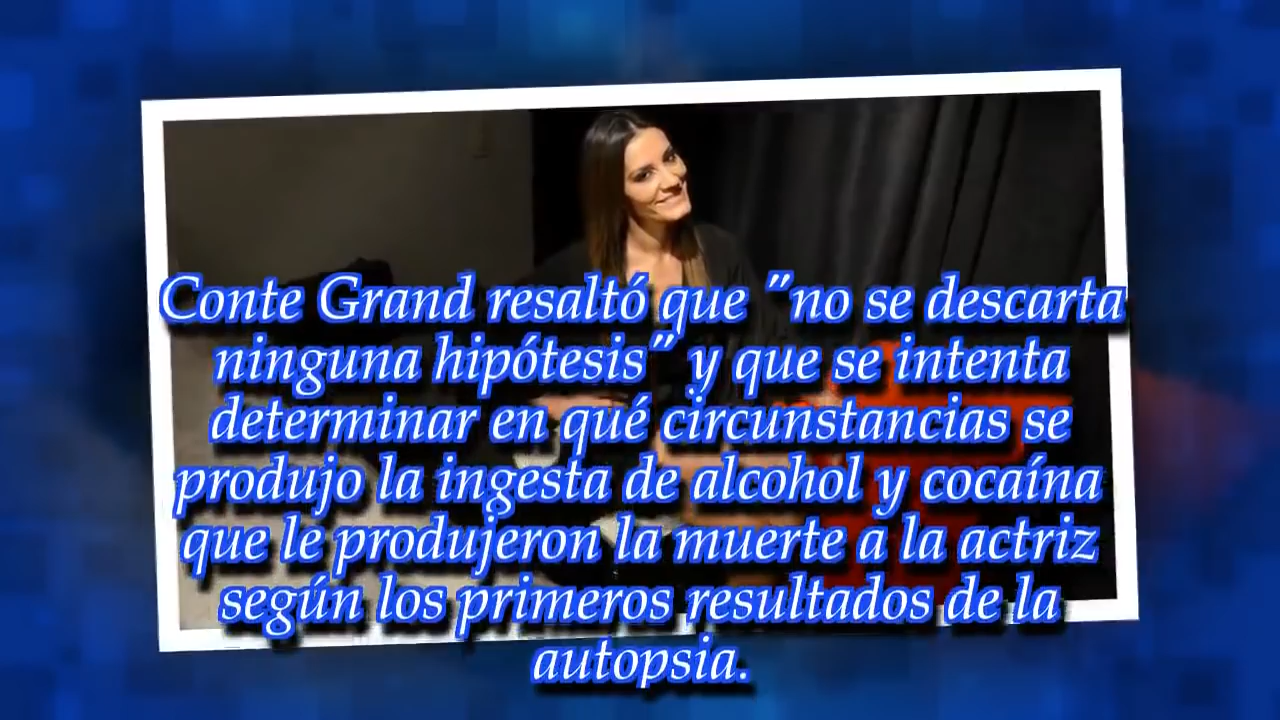 Conte Grand resaltó que "no se descarta
ninguna hipótesis” y que se intenta
determinar en qué circunstancias se
produjo la ingesta de alcohol y cocaína
que le produjeron la muerte a la actriz
según los primeros resultados de la
autopsia.